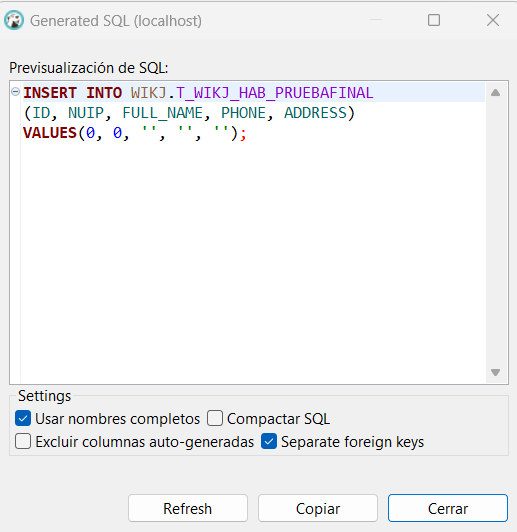 Generated SQL (localhost)
Previsualización de SQL:
INSERT INTO WIKJ.T_WIKJ_HAB_PRUEBAFINAL
(ID, NUIP, FULL_NAME, PHONE, ADDRESS)
VALUES(0, 0, '', '', '');
Settings
Usar nombres completos Compactar SQL
Excluir columnas auto-generadas Separate foreign keys
Refresh Copiar Cerrar